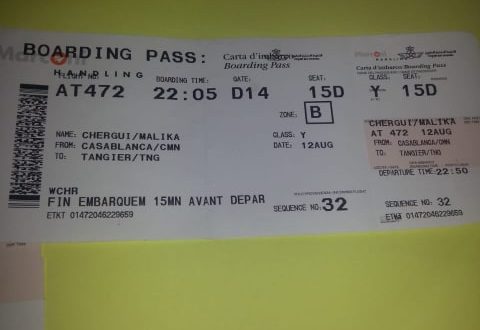 BOARDING PASS:
HANDLING
FLIGHT NO.
BOARDING TIME:
GATE:
Carta d'imbarco
Boarding Pass
SEAT:
AT472 22:05 D14 15D
ZONE: B
NAME: CHERGUI/MALIKA
FROM: CASABLANCA/CMN
TO: TANGIER/TNG
CLASS: Y
DATE: 12AUG
WCHR
FIN EMBARQUEM 15MN AVANT DEPAR
SEQUENCE NO: 32
ETKT 01472046229659
Carta d'imbarco Boarding Pass
CLASS: SEAT:
Y 15D
CHERGUI/MALIKA
AT 472 12AUG
FROM: CASABLANCA/CMN
TO: TANGIER/TNG
DEPARTURE TIME: 22:50
SEQUENCE NO: 32
ETKT 01472046229659